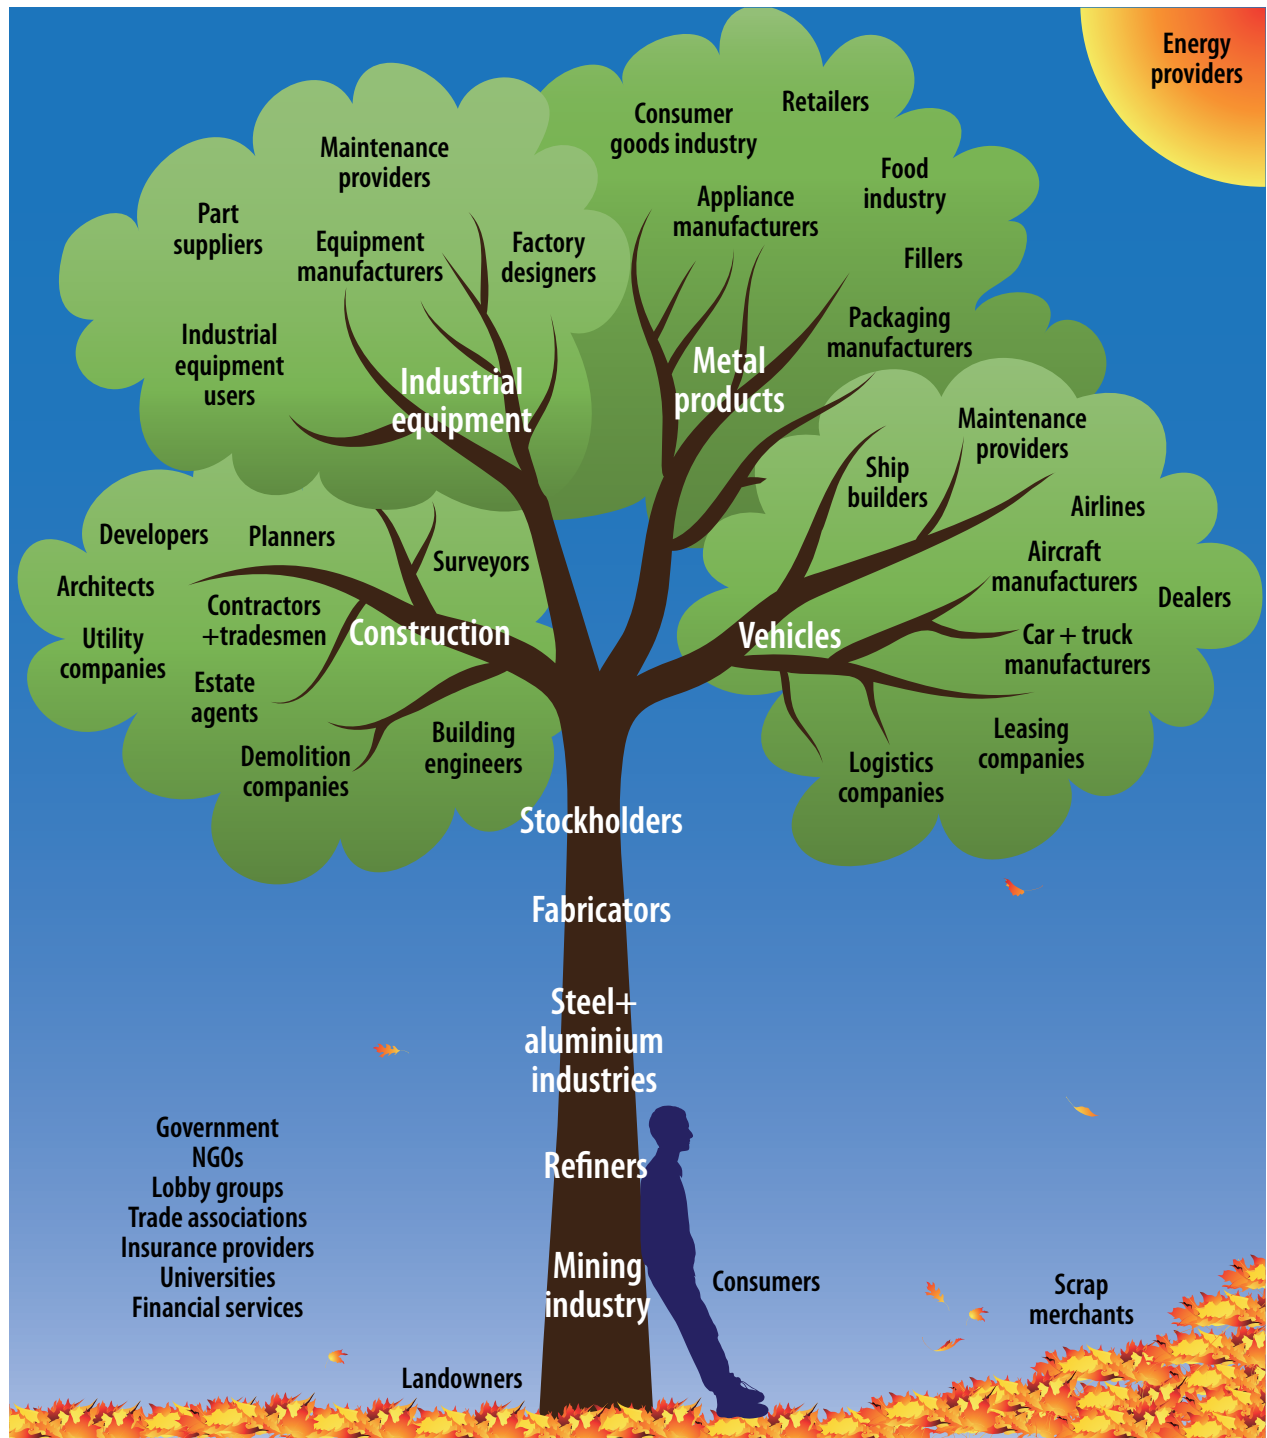 Energy
providers
Consumer
goods industry
Retailers
Food
industry
Appliance
manufacturers
Fillers
Packaging
manufacturers
Metal
products
Maintenance
providers
Part
suppliers
Equipment
manufacturers
Factory
designers
Industrial
equipment
users
Industrial
equipment
Maintenance
providers
Ship
builders
Airlines
Aircraft
manufacturers
Dealers
Car + truck
manufacturers
Vehicles
Leasing
companies
Logistics
companies
Developers
Planners
Surveyors
Architects
Contractors
+tradesmen
Construction
Utility
companies
Estate
agents
Building
engineers
Demolition
companies
Stockholders
Fabricators
Steel+
aluminium
industries
Refiners
Mining
industry
Government
NGOs
Lobby groups
Trade associations
Insurance providers
Universities
Financial services
Consumers
Scrap
merchants
Landowners